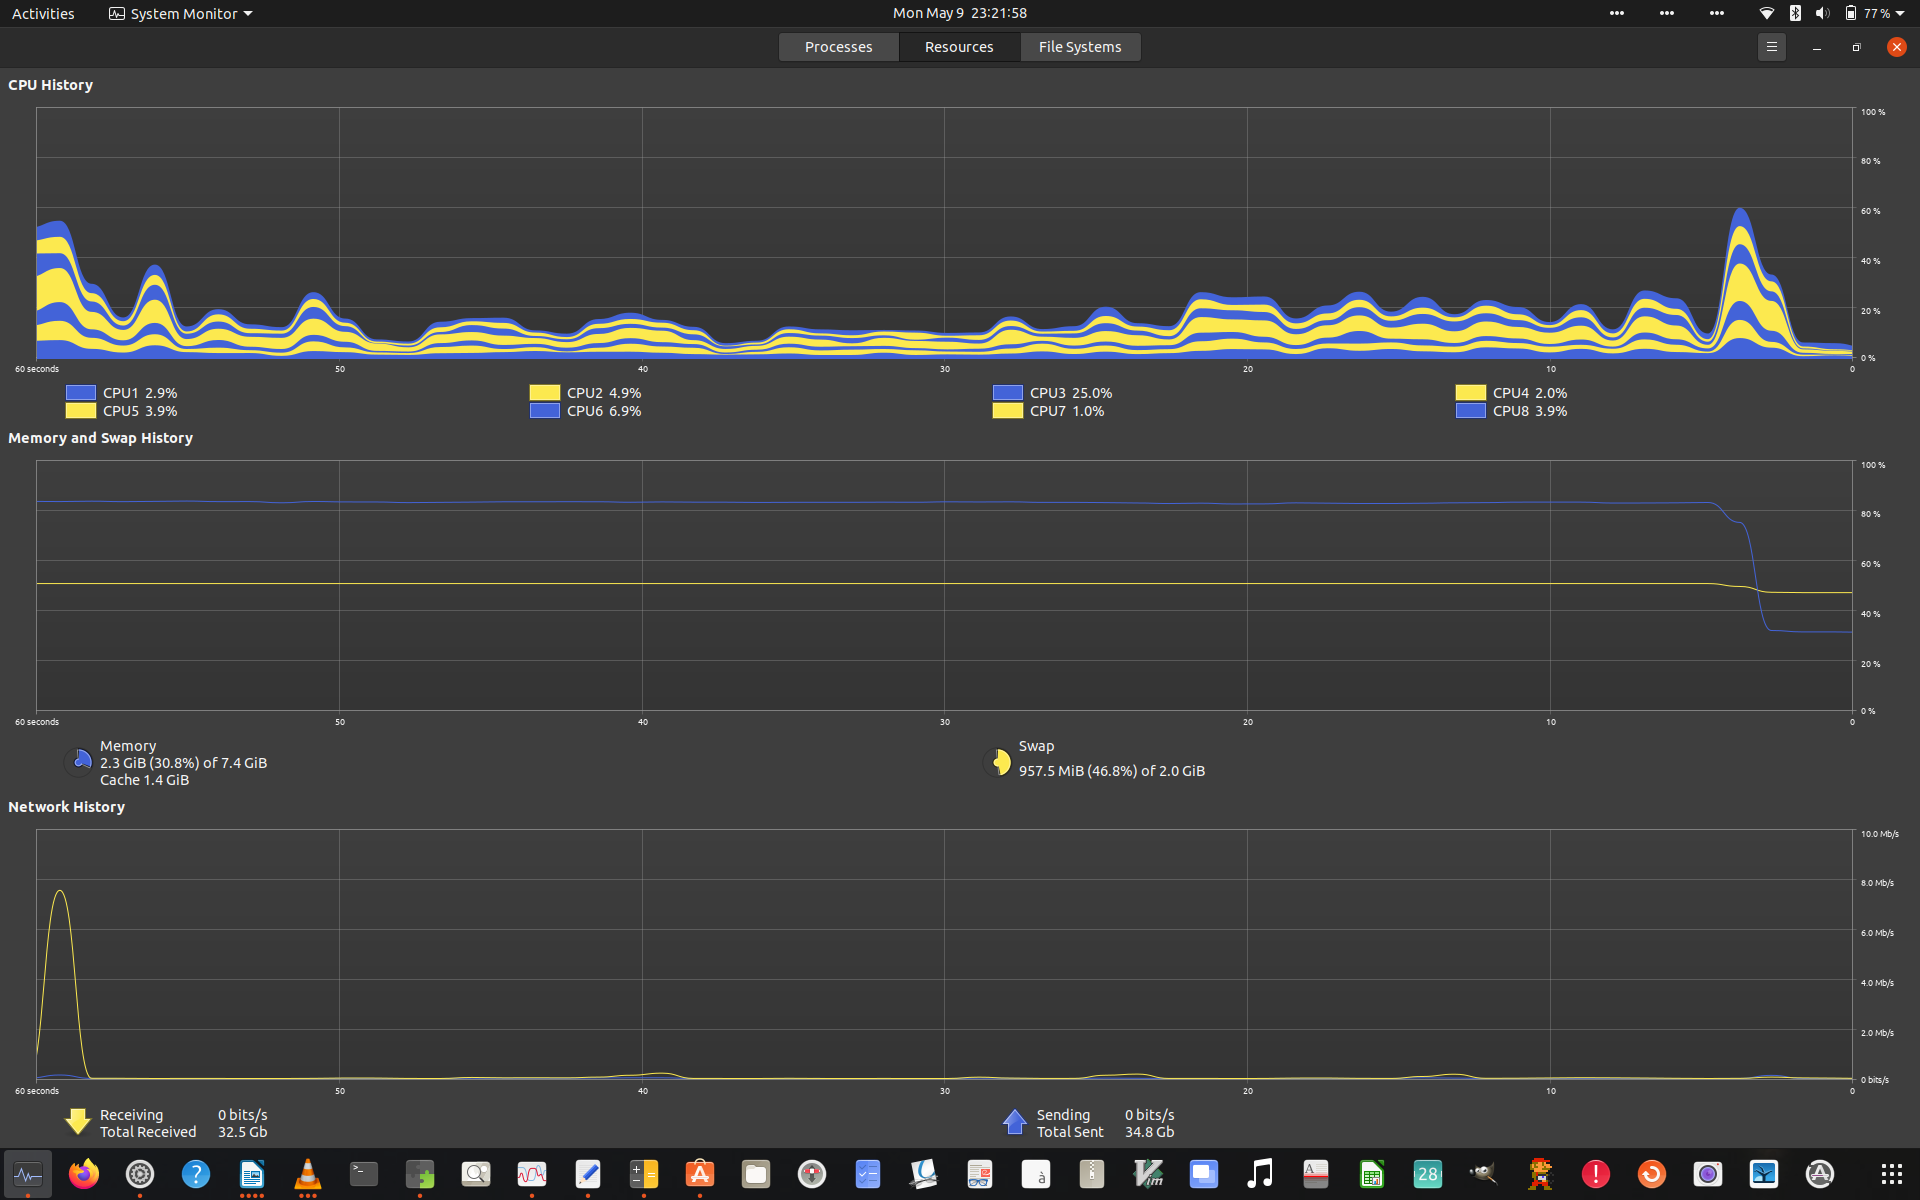 Activities
System Monitor
Mon May 9 23:21:58
77 %
Processes
Resources
File Systems
CPU History
100 %
80 %
60 %
40 %
20 %
0 %
60 seconds 50 40 30 20 10 0
CPU1 2.9% CPU2 4.9% CPU3 25.0% CPU4 2.0%
CPU5 3.9% CPU6 6.9% CPU7 1.0% CPU8 3.9%
Memory and Swap History
100 %
80 %
60 %
40 %
20 %
0 %
60 seconds 50 40 30 20 10 0
Memory
2.3 GiB (30.8%) of 7.4 GiB
Cache 1.4 GiB
Swap
957.5 MiB (46.8%) of 2.0 GiB
Network History
10.0 Mb/s
8.0 Mb/s
6.0 Mb/s
4.0 Mb/s
2.0 Mb/s
0 bits/s
60 seconds 50 40 30 20 10 0
Receiving 0 bits/s
Total Received 32.5 Gb
Sending 0 bits/s
Total Sent 34.8 Gb
?
>_
A
à
Vim
A
28
!
A